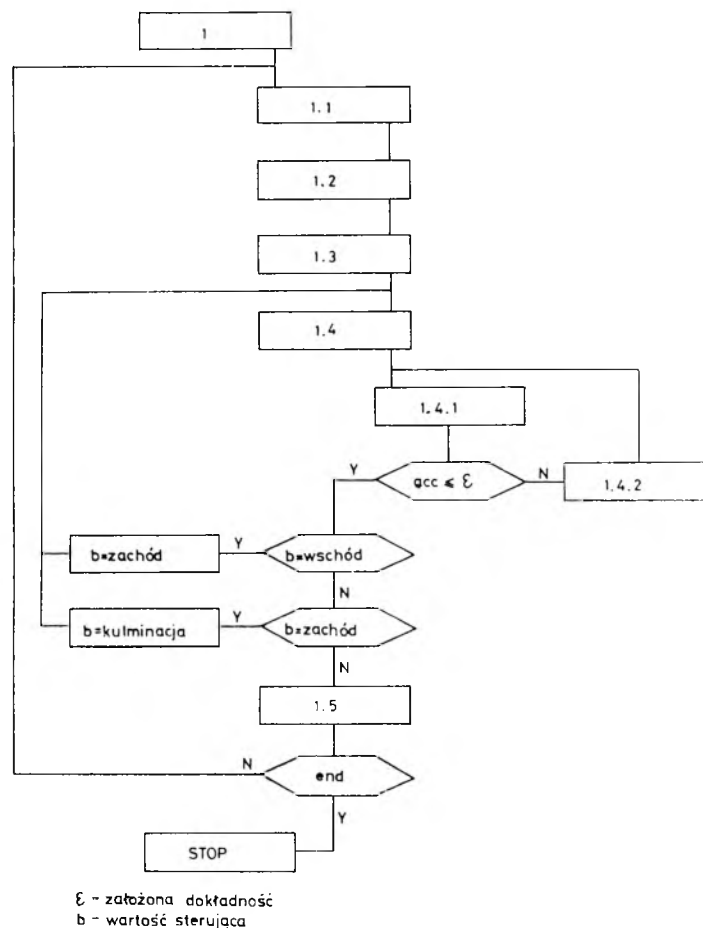 1
1.1
1.2
1.3
1.4
1.4.1
Y
gcc ⩽ ε
N
1.4.2
b=zachód
Y
b=wschód
N
b=kulminacja
Y
b=zachód
N
1.5
N
end
Y
STOP
ε - założona dokładność
b - wartość sterująca